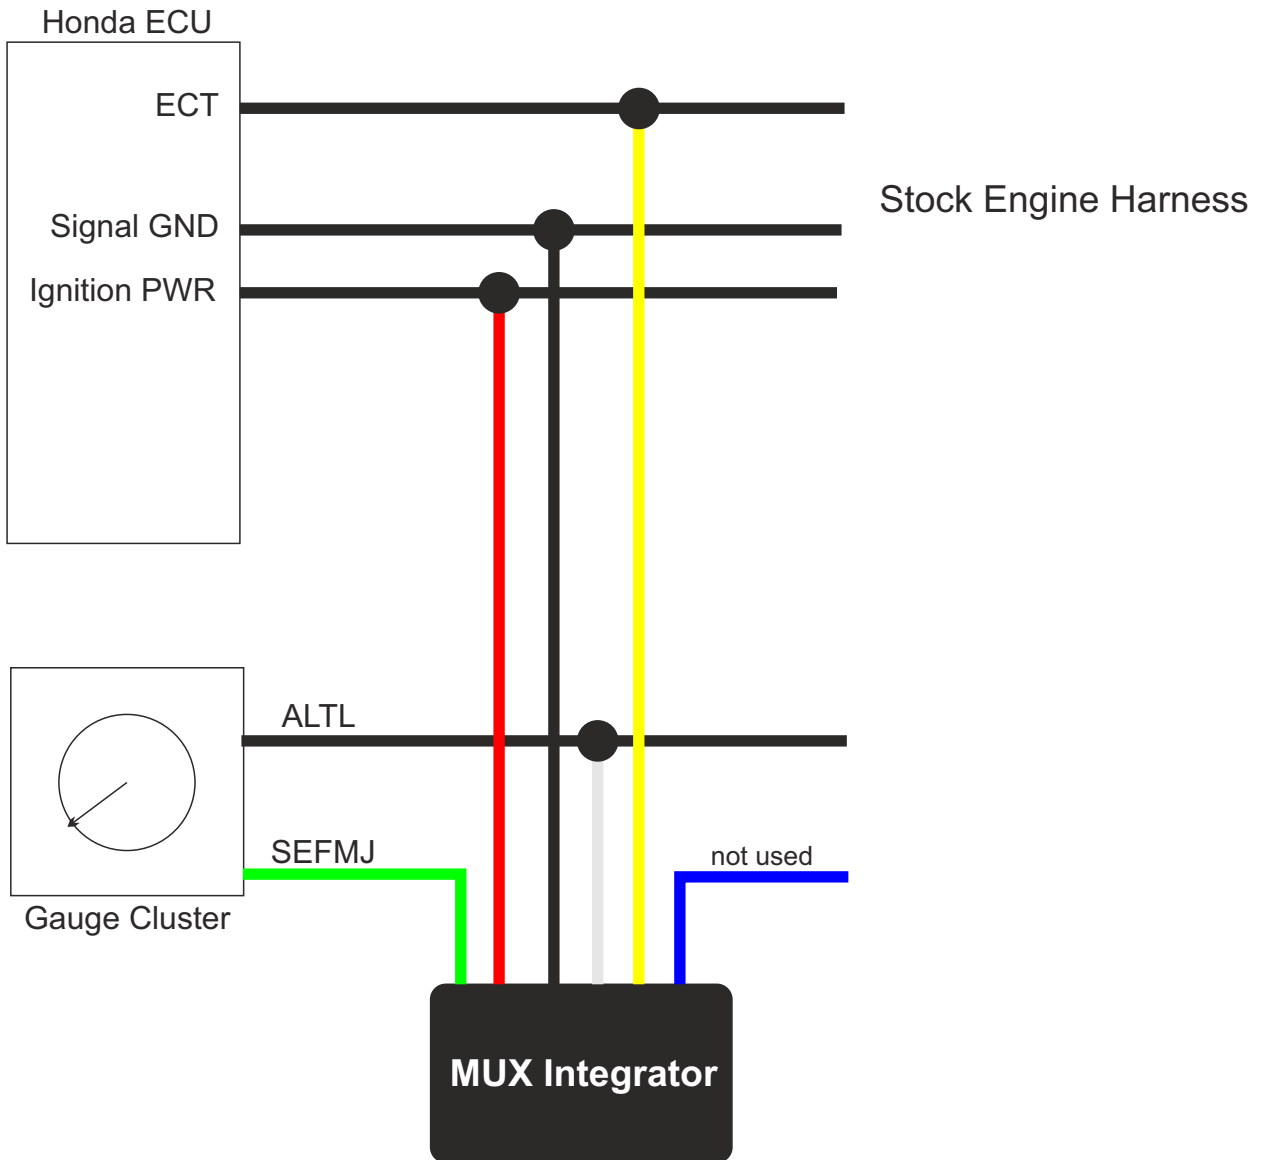 Honda ECU
ECT
Stock Engine Harness
Signal GND
Ignition PWR
ALTL
SEFMJ
not used
Gauge Cluster
MUX Integrator